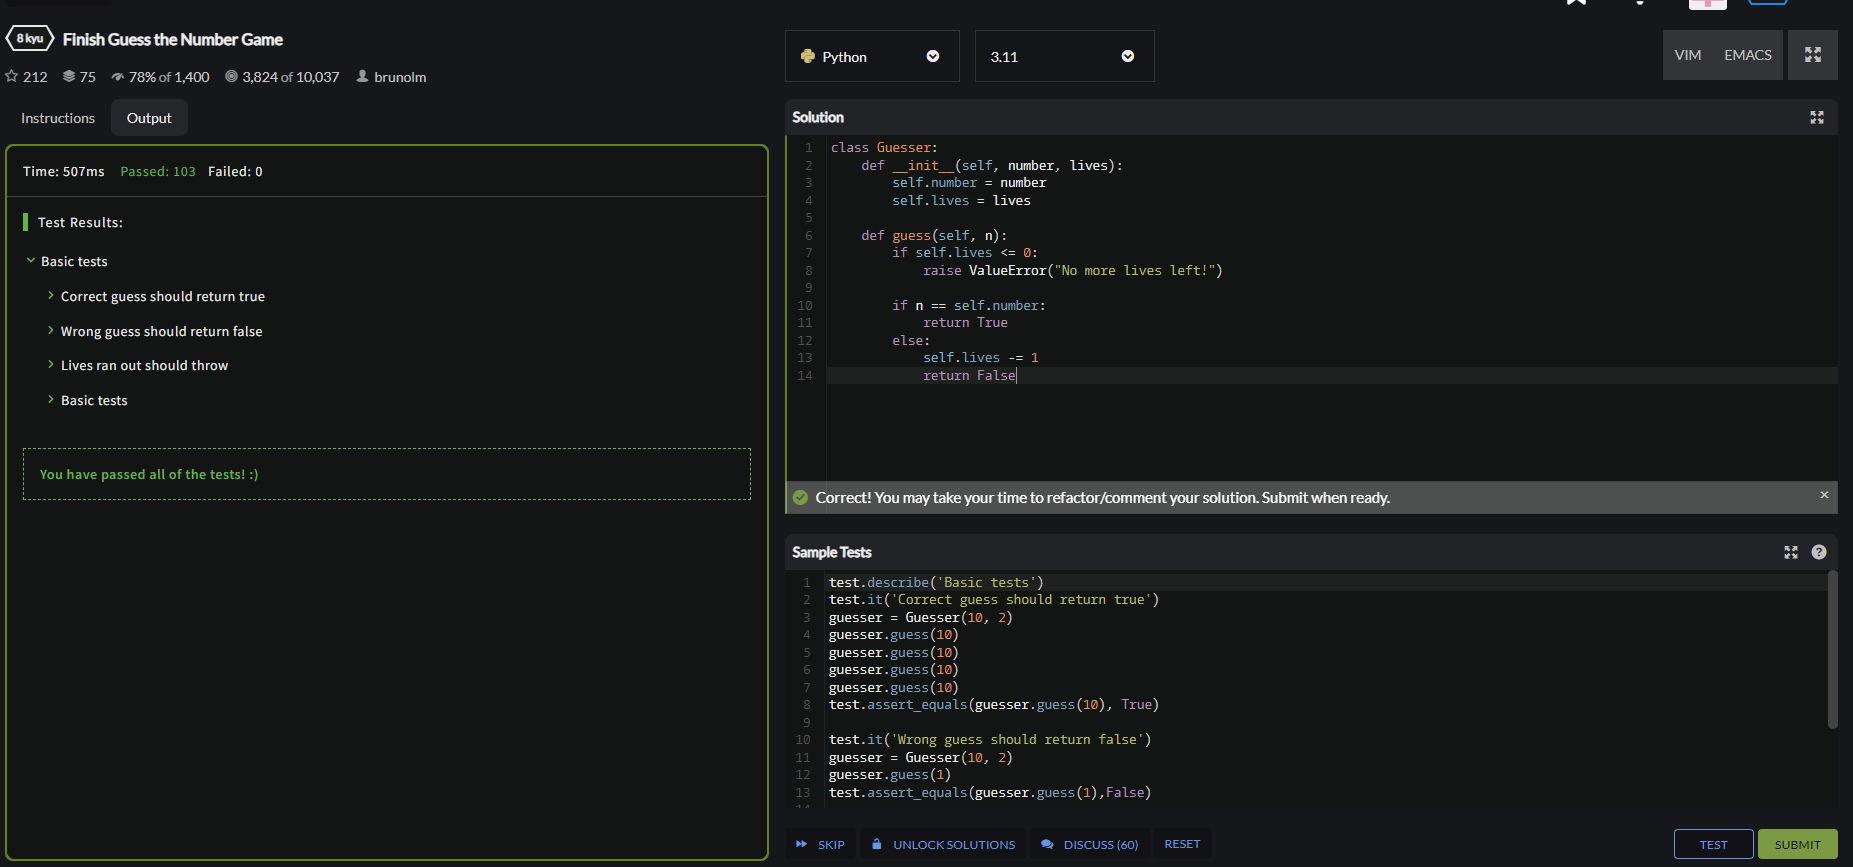 8 kyu Finish Guess the Number Game
212 75 78% of 1,400 3,824 of 10,037 brunolm
Instructions Output
Time: 507ms Passed: 103 Failed: 0
Test Results:
Basic tests
Correct guess should return true
Wrong guess should return false
Lives ran out should throw
Basic tests
You have passed all of the tests! :)
Python 3.11 VIM EMACS
Solution
1 class Guesser:
2     def __init__(self, number, lives):
3         self.number = number
4         self.lives = lives
5
6     def guess(self, n):
7         if self.lives <= 0:
8             raise ValueError("No more lives left!")
9
10         if n == self.number:
11             return True
12         else:
13             self.lives -= 1
14             return False
Correct! You may take your time to refactor/comment your solution. Submit when ready. ×
Sample Tests ?
1 test.describe('Basic tests')
2 test.it('Correct guess should return true')
3 guesser = Guesser(10, 2)
4 guesser.guess(10)
5 guesser.guess(10)
6 guesser.guess(10)
7 guesser.guess(10)
8 test.assert_equals(guesser.guess(10), True)
9
10 test.it('Wrong guess should return false')
11 guesser = Guesser(10, 2)
12 guesser.guess(1)
13 test.assert_equals(guesser.guess(1),False)
SKIP UNLOCK SOLUTIONS DISCUSS (60) RESET TEST SUBMIT